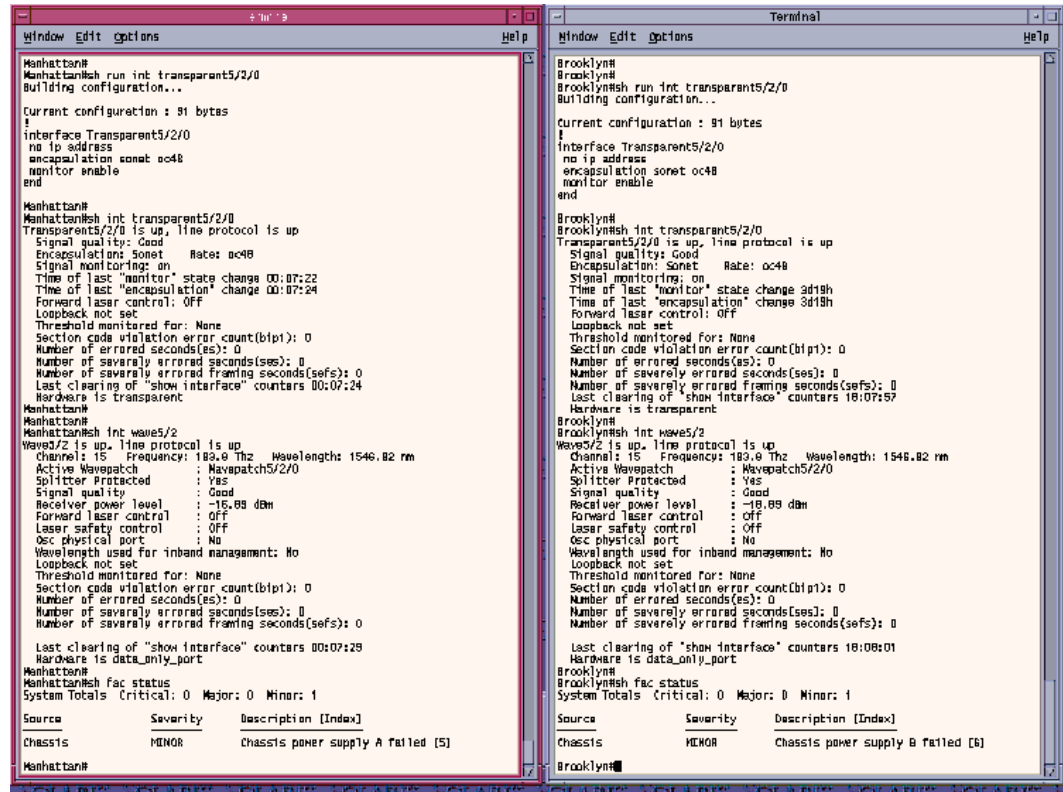 Window Edit Options Help
Manhattan#
Manhattan#sh run int transparent5/2/0
Building configuration...
Current configuration : 91 bytes
!
interface Transparent5/2/0
no ip address
encapsulation sonet oc48
monitor enable
end
Manhattan#
Manhattan#sh int transparent5/2/0
Transparent5/2/0 is up, line protocol is up
Signal quality: Good
Encapsulation: Sonet Rate: oc48
Signal monitoring: on
Time of last "monitor" state change 00:07:22
Time of last "encapsulation" change 00:07:24
Forward laser control: Off
Loopback not set
Threshold monitored for: None
Section code violation error count(bip1): 0
Number of errored seconds(es): 0
Number of severely errored seconds(ses): 0
Number of severely errored framing seconds(sefs): 0
Last clearing of "show interface" counters 00:07:24
Hardware is transparent
Manhattan#
Manhattan#sh int wave5/2
Wave5/2 is up, line protocol is up
Channel: 15 Frequency: 193.9 Thz Wavelength: 1546.82 nm
Active Wavepatch : Wavepatch5/2/0
Splitter Protected : Yes
Signal quality : Good
Receiver power level : -16.89 dBm
Forward laser control : Off
Laser safety control : Off
Osc physical port : No
Wavelength used for inband management: No
Loopback not set
Threshold monitored for: None
Section code violation error count(bip1): 0
Number of errored seconds(es): 0
Number of severely errored seconds(ses): 0
Number of severely errored framing seconds(sefs): 0
Last clearing of "show interface" counters 00:07:29
Hardware is data_only_port
Manhattan#
Manhattan#sh fac status
System Totals Critical: 0 Major: 0 Minor: 1
Source Severity Description [Index]
Chassis MINOR Chassis power supply A failed [5]
Manhattan#
Terminal
Window Edit Options Help
Brooklyn#
Brooklyn#
Brooklyn#sh run int transparent5/2/0
Building configuration...
Current configuration : 91 bytes
!
interface Transparent5/2/0
no ip address
encapsulation sonet oc48
monitor enable
end
Brooklyn#
Brooklyn#sh int transparent5/2/0
Transparent5/2/0 is up, line protocol is up
Signal quality: Good
Encapsulation: Sonet Rate: oc48
Signal monitoring: on
Time of last "monitor" state change 3d19h
Time of last "encapsulation" change 3d19h
Forward laser control: Off
Loopback not set
Threshold monitored for: None
Section code violation error count(bip1): 0
Number of errored seconds(es): 0
Number of severely errored seconds(ses): 0
Number of severely errored framing seconds(sefs): 0
Last clearing of "show interface" counters 18:07:57
Hardware is transparent
Brooklyn#
Brooklyn#sh int wave5/2
Wave5/2 is up, line protocol is up
Channel: 15 Frequency: 193.9 Thz Wavelength: 1546.82 nm
Active Wavepatch : Wavepatch5/2/0
Splitter Protected : Yes
Signal quality : Good
Receiver power level : -16.89 dBm
Forward laser control : Off
Laser safety control : Off
Osc physical port : No
Wavelength used for inband management: No
Loopback not set
Threshold monitored for: None
Section code violation error count(bip1): 0
Number of errored seconds(es): 0
Number of severely errored seconds(ses): 0
Number of severely errored framing seconds(sefs): 0
Last clearing of "show interface" counters 18:08:01
Hardware is data_only_port
Brooklyn#
Brooklyn#sh fac status
System Totals Critical: 0 Major: 0 Minor: 1
Source Severity Description [Index]
Chassis MINOR Chassis power supply B failed [6]
Brooklyn#